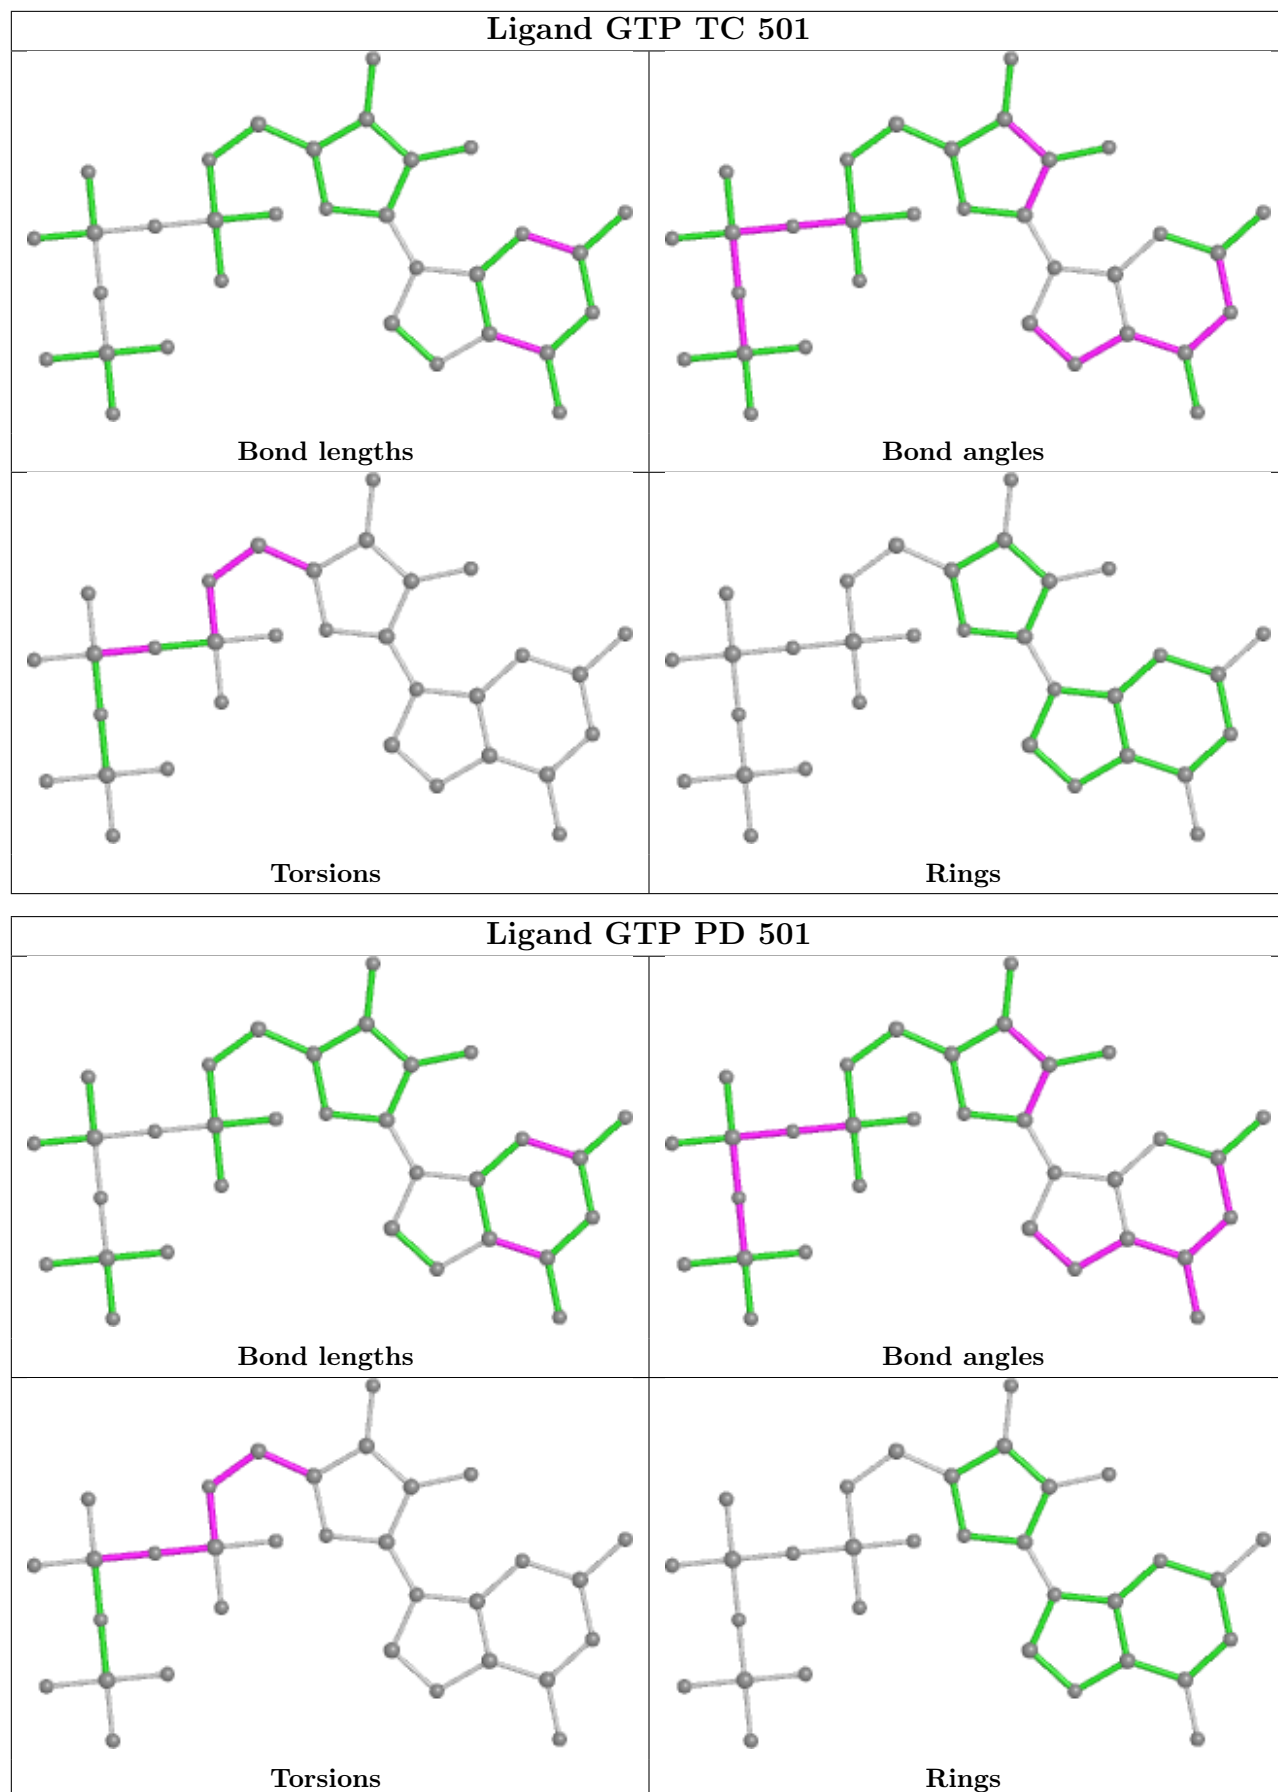 Ligand GTP TC 501
Bond lengths
Bond angles
Torsions
Rings
Ligand GTP PD 501
Bond lengths
Bond angles
Torsions
Rings